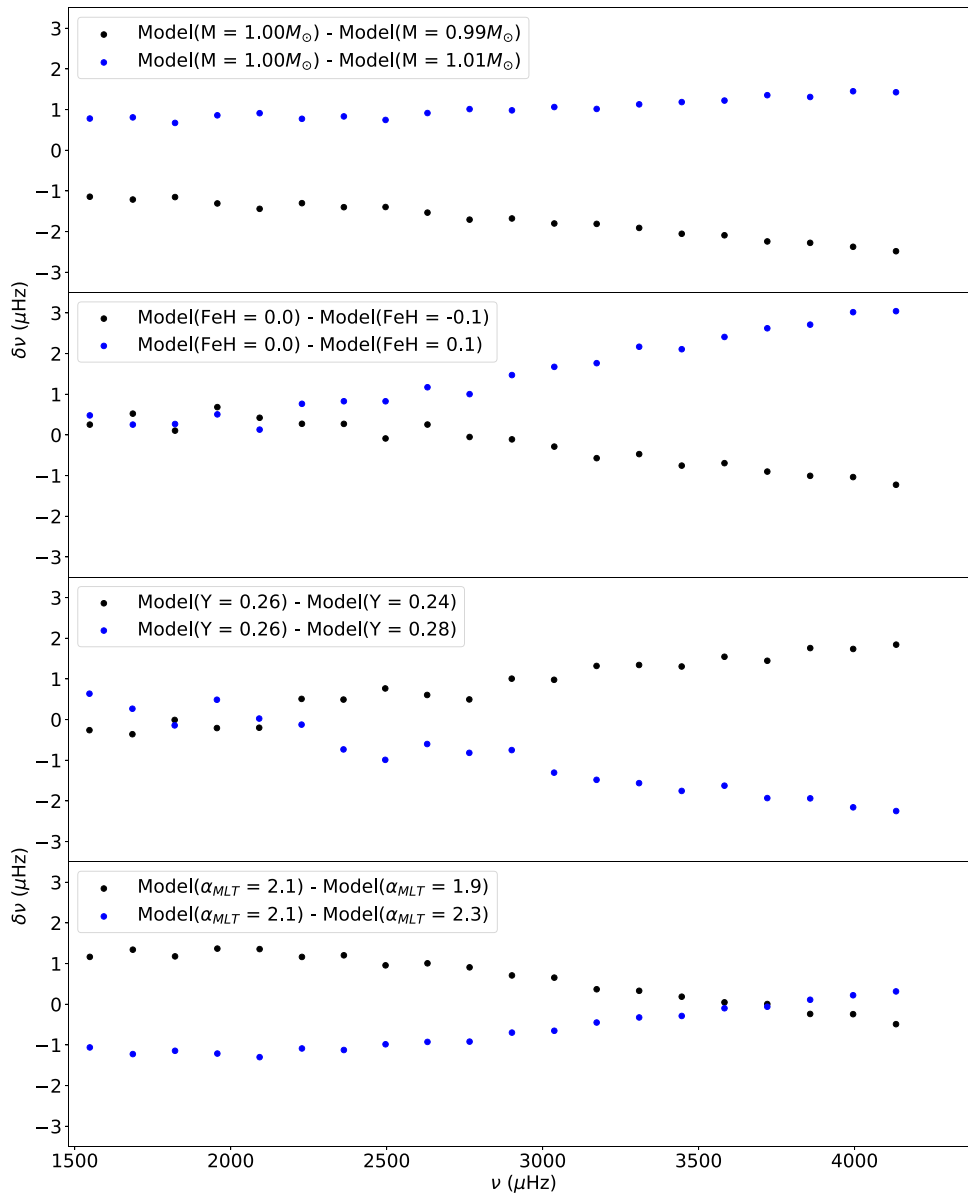 Model(M = 1.00M⊙) - Model(M = 0.99M⊙)
Model(M = 1.00M⊙) - Model(M = 1.01M⊙)
3
2
1
0
−1
−2
−3
δν (μHz)
Model(FeH = 0.0) - Model(FeH = -0.1)
Model(FeH = 0.0) - Model(FeH = 0.1)
3
2
1
0
−1
−2
−3
Model(Y = 0.26) - Model(Y = 0.24)
Model(Y = 0.26) - Model(Y = 0.28)
3
2
1
0
−1
−2
−3
δν (μHz)
Model(αMLT = 2.1) - Model(αMLT = 1.9)
Model(αMLT = 2.1) - Model(αMLT = 2.3)
3
2
1
0
−1
−2
−3
1500 2000 2500 3000 3500 4000
ν (μHz)